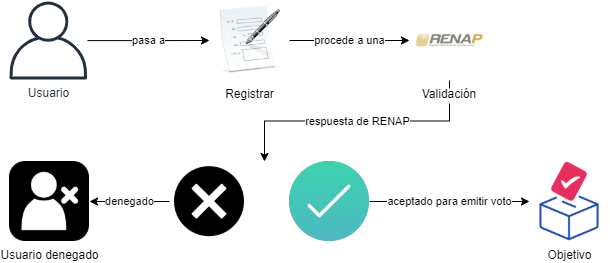 pasa a
procede a una
RENAP
Usuario
Registrar
Validación
respuesta de RENAP
denegado
aceptado para emitir voto
Usuario denegado
Objetivo